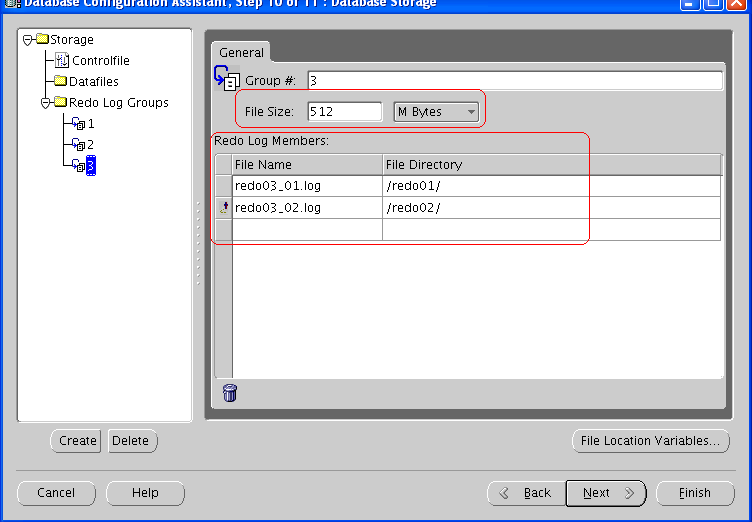 Database Configuration Assistant, Step 10 of 11 : Database Storage
Storage
Controlfile
Datafiles
Redo Log Groups
1
2
3
General
Group #: 3
File Size: 512 M Bytes
Redo Log Members:
File Name File Directory
redo03_01.log /redo01/
redo03_02.log /redo02/
Create Delete File Location Variables...
Cancel Help Back Next Finish